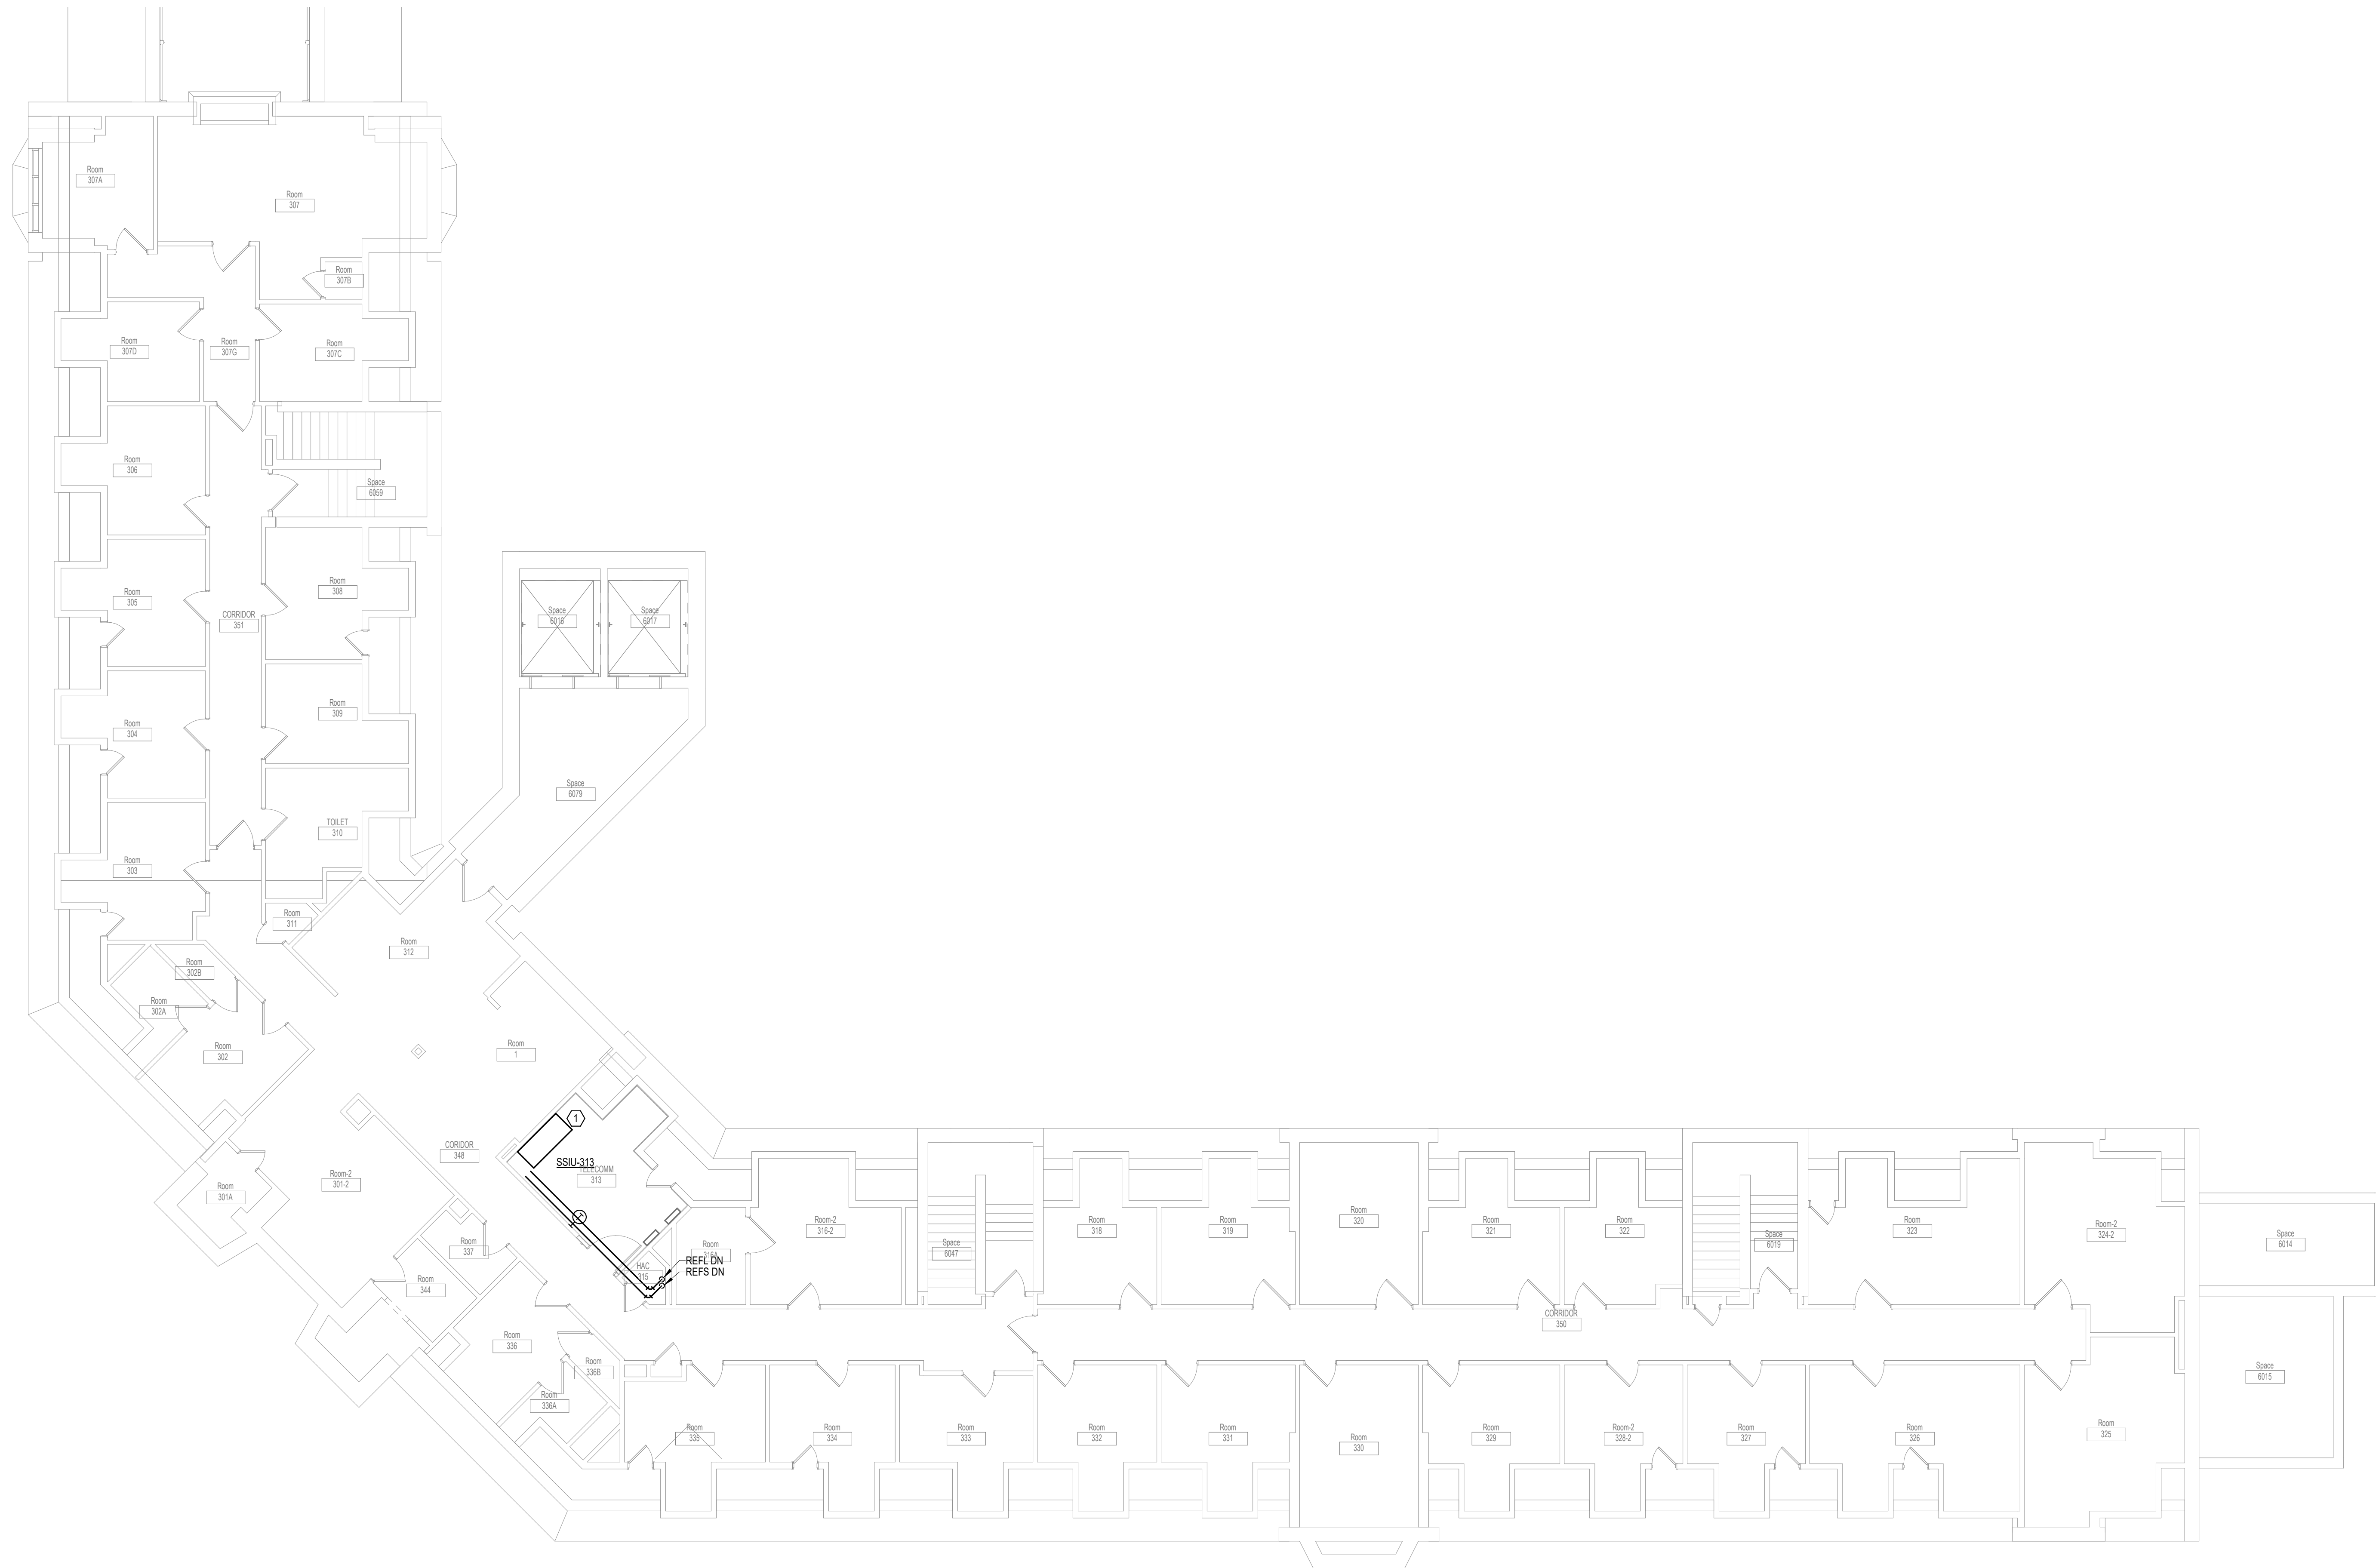 Room
307A
Room
307
Room
307B
Room
307D
Room
307G
Room
307C
Room
306
Space
6059
Room
305
CORRIDOR
351
Room
308
Space
6016
Space
6017
Room
304
Room
309
Space
6079
Room
303
TOILET
310
Room
311
Room
312
Room
302B
Room
302A
Room
302
Room
1
1
CORIDOR
348
SSIU-313
TELECOMM
313
Room-2
301-2
Room
301A
T
Room
337
Room
344
HAC
315
Room
316A
REFL DN
REFS DN
Room-2
316-2
Space
6047
Room
318
Room
319
Room
320
Room
321
Room
322
Space
6019
Room
323
Room-2
324-2
Space
6014
CORRIDOR
350
Room
336
Room
336B
Room
336A
Room
335
Room
334
Room
333
Room
332
Room
331
Room
330
Room
329
Room-2
328-2
Room
327
Room
326
Room
325
Space
6015